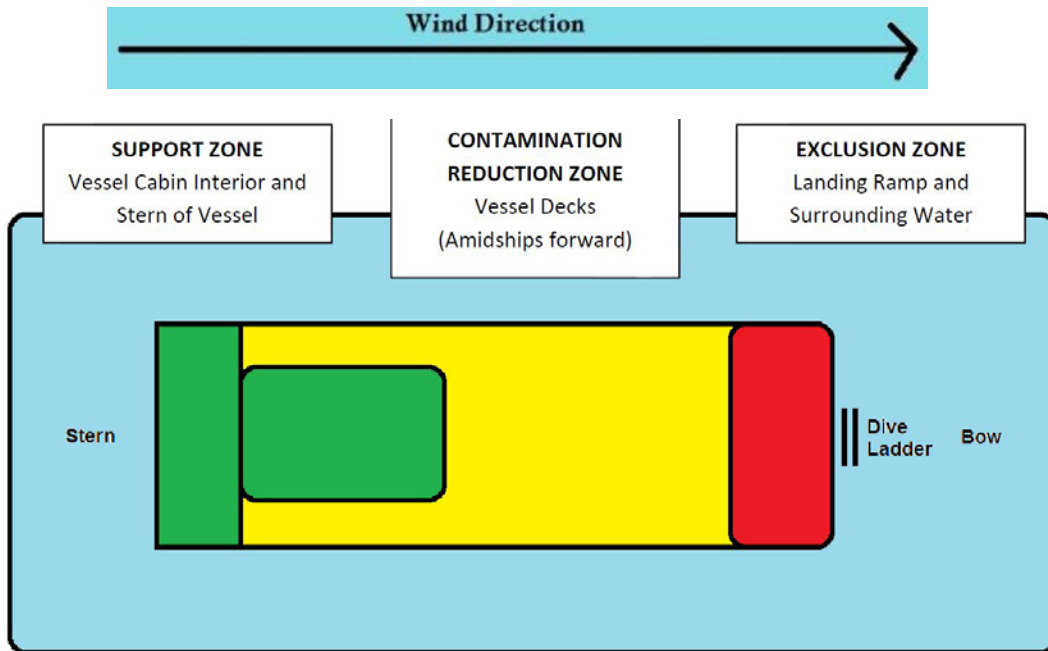 Wind Direction
SUPPORT ZONE
Vessel Cabin Interior and
Stern of Vessel
CONTAMINATION
REDUCTION ZONE
Vessel Decks
(Amidships forward)
EXCLUSION ZONE
Landing Ramp and
Surrounding Water
Stern
Dive
Ladder
Bow